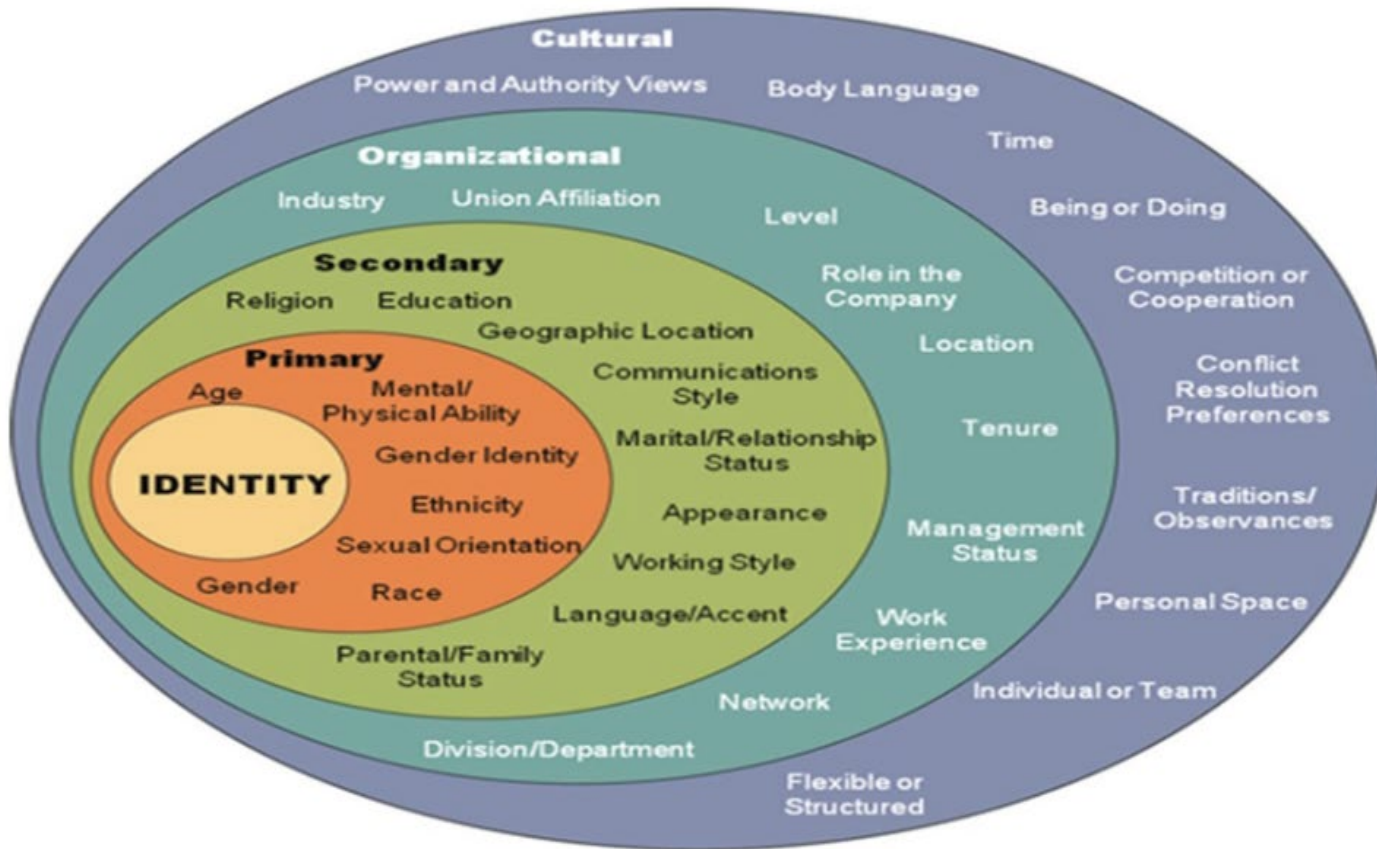 Cultural
Power and Authority Views
Body Language
Time
Being or Doing
Competition or
Cooperation
Conflict
Resolution
Preferences
Traditions/
Observances
Personal Space
Individual or Team
Flexible or
Structured
Organizational
Industry
Union Affiliation
Level
Role in the
Company
Location
Tenure
Management
Status
Work
Experience
Network
Division/Department
Secondary
Religion
Education
Geographic Location
Communications
Style
Marital/Relationship
Status
Appearance
Working Style
Language/Accent
Parental/Family
Status
Primary
Age
Mental/
Physical Ability
Gender Identity
Ethnicity
Sexual Orientation
Race
Gender
IDENTITY